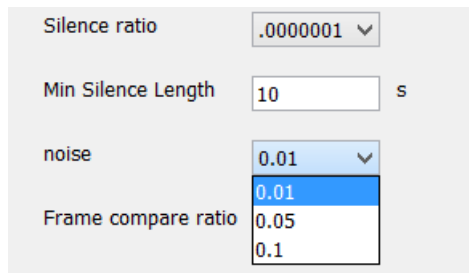 Silence ratio .0000001
Min Silence Length 10 s
noise 0.01
0.01
Frame compare ratio 0.05
0.1